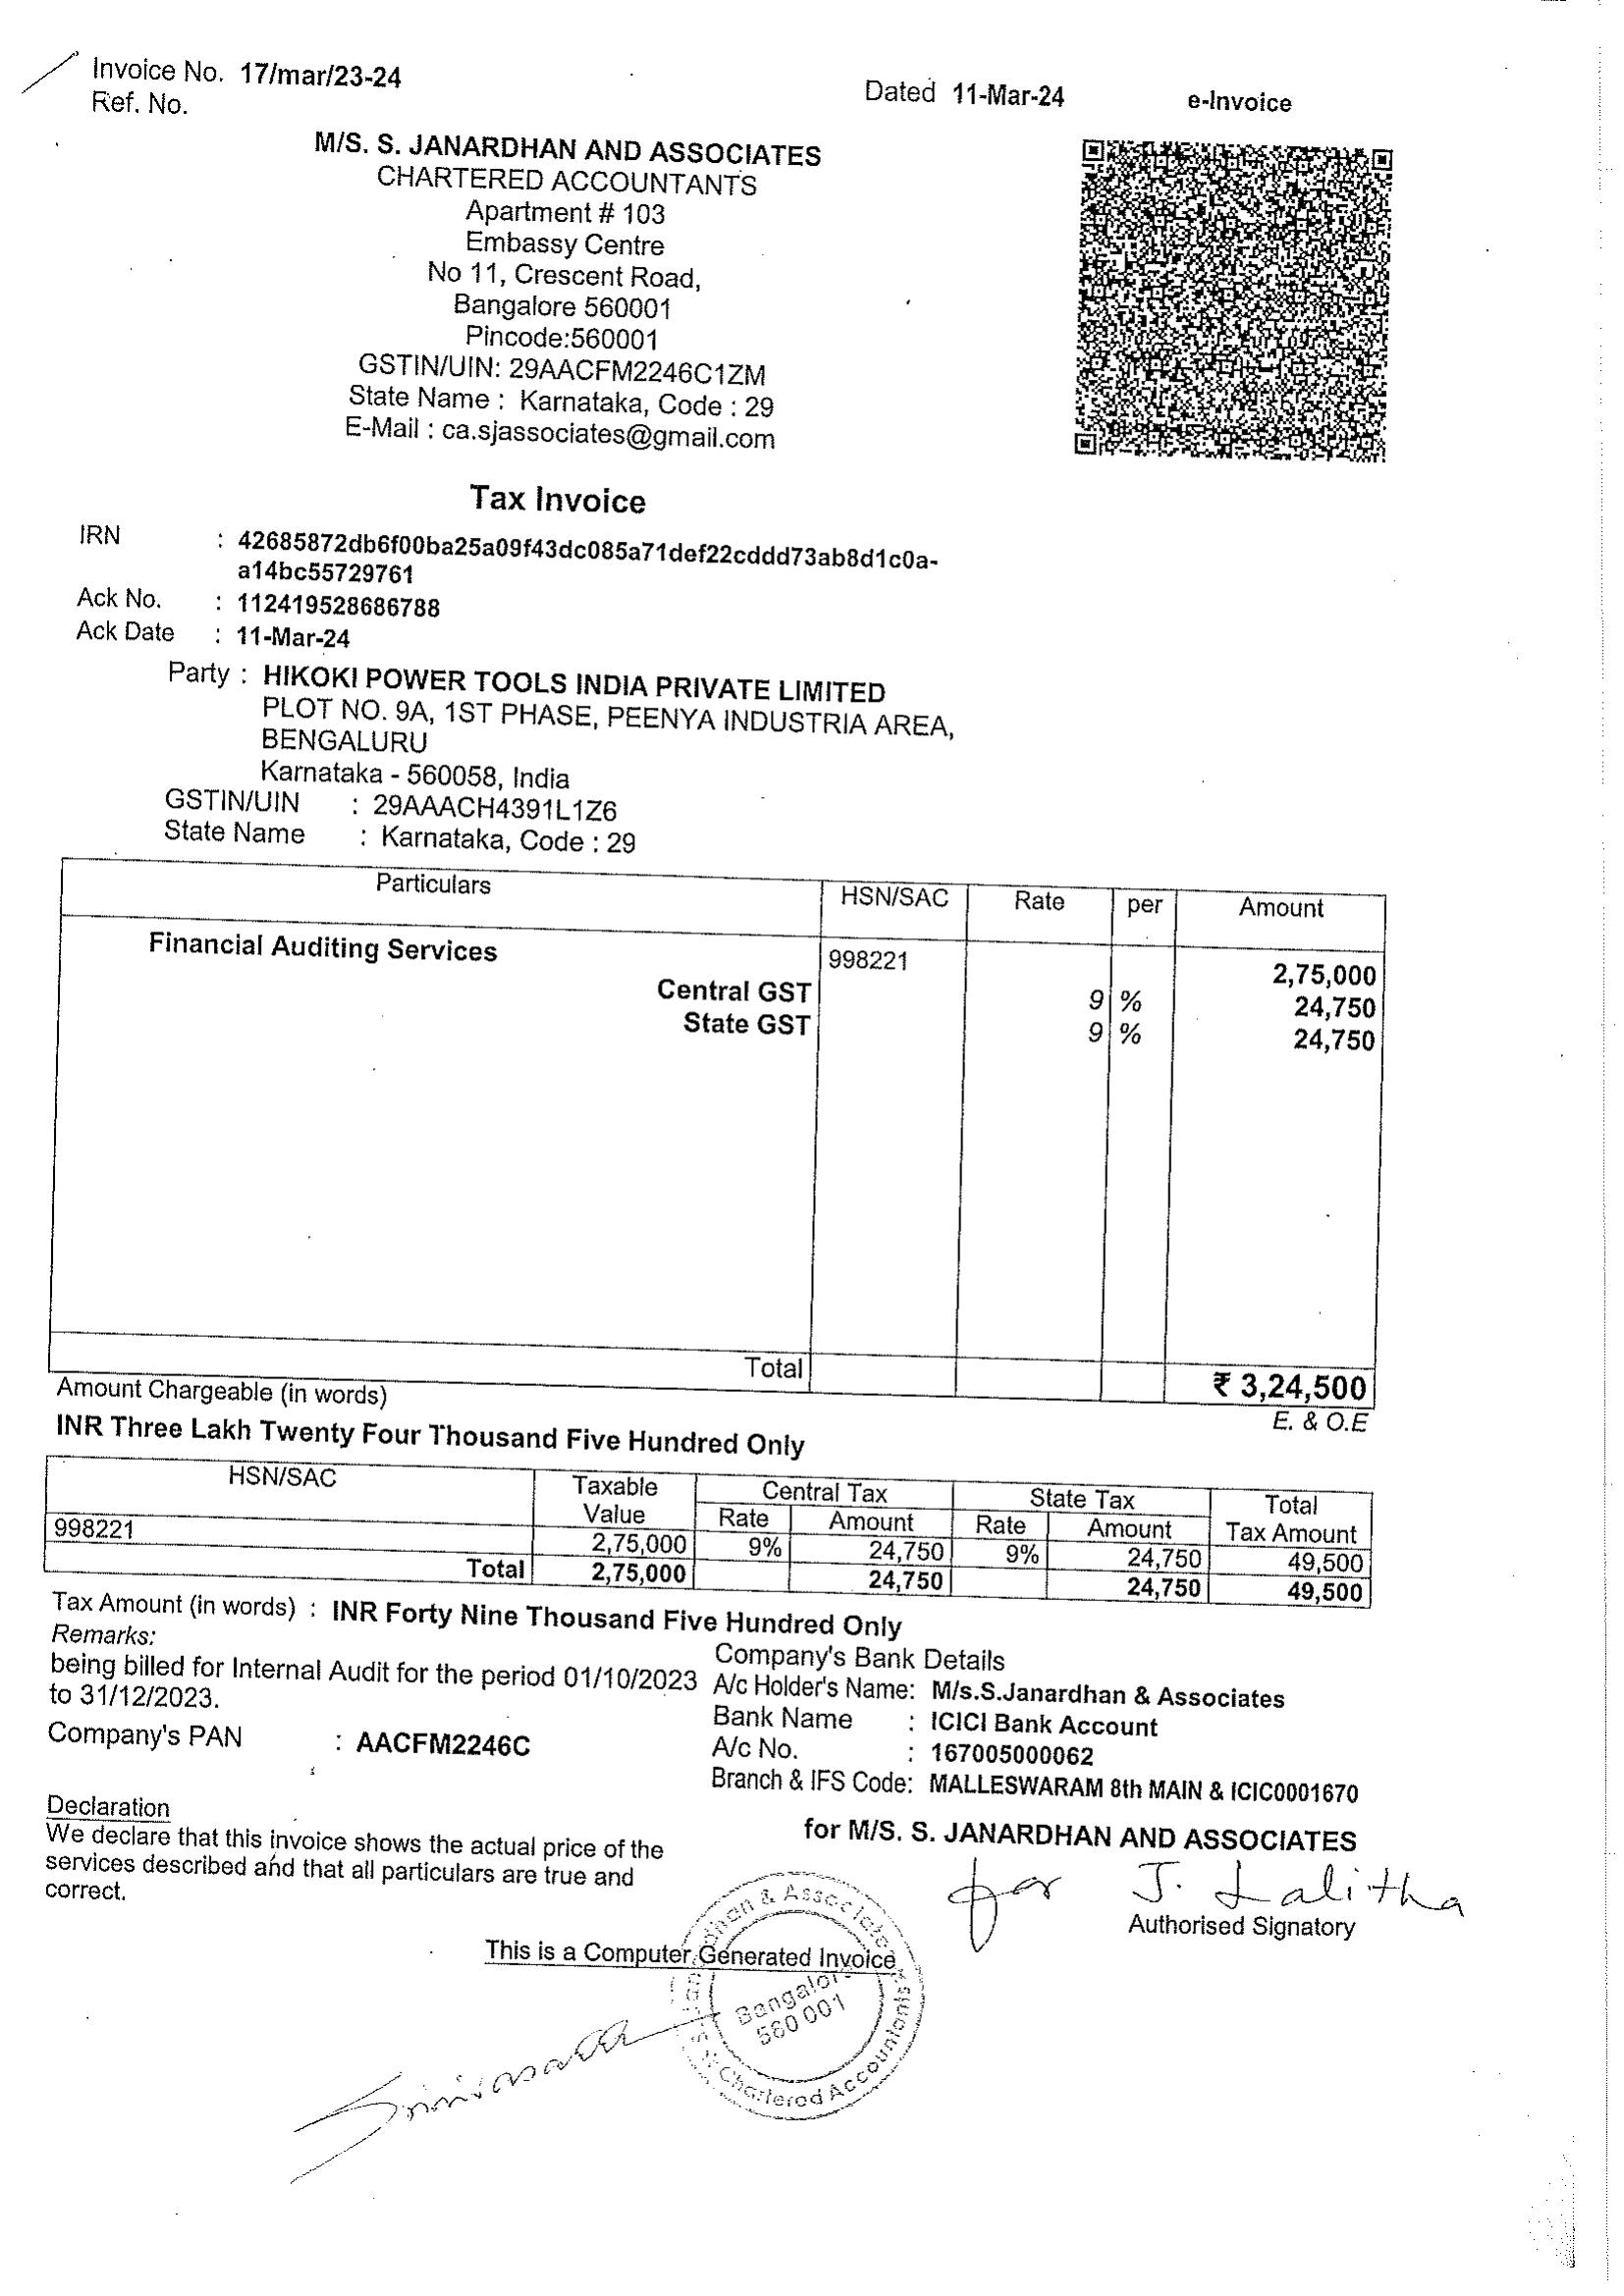 Invoice No. 17/mar/23-24
Ref. No.
Dated 11-Mar-24
e-Invoice
M/S. S. JANARDHAN AND ASSOCIATES
CHARTERED ACCOUNTANTS
Apartment # 103
Embassy Centre
No 11, Crescent Road,
Bangalore 560001
Pincode:560001
GSTIN/UIN: 29AACFM2246C1ZM
State Name : Karnataka, Code : 29
E-Mail : ca.sjassociates@gmail.com
Tax Invoice
IRN : 42685872db6f00ba25a09f43dc085a71def22cddd73ab8d1c0a-
a14bc55729761
Ack No. : 112419528686788
Ack Date : 11-Mar-24
Party : HIKOKI POWER TOOLS INDIA PRIVATE LIMITED
PLOT NO. 9A, 1ST PHASE, PEENYA INDUSTRIA AREA,
BENGALURU
Karnataka - 560058, India
GSTIN/UIN : 29AAACH4391L1Z6
State Name : Karnataka, Code : 29
Particulars HSN/SAC Rate per Amount
Financial Auditing Services 998221 2,75,000
Central GST 9 % 24,750
State GST 9 % 24,750
Total ₹ 3,24,500
Amount Chargeable (in words) E. & O.E
INR Three Lakh Twenty Four Thousand Five Hundred Only
HSN/SAC Taxable Value Central Tax State Tax Total Tax Amount
Rate Amount Rate Amount
998221 2,75,000 9% 24,750 9% 24,750 49,500
Total 2,75,000 24,750 24,750 49,500
Tax Amount (in words) : INR Forty Nine Thousand Five Hundred Only
Remarks:
being billed for Internal Audit for the period 01/10/2023
to 31/12/2023.
Company's PAN : AACFM2246C
Company's Bank Details
A/c Holder's Name: M/s.S.Janardhan & Associates
Bank Name : ICICI Bank Account
A/c No. : 167005000062
Branch & IFS Code: MALLESWARAM 8th MAIN & ICIC0001670
Declaration
We declare that this invoice shows the actual price of the
services described and that all particulars are true and
correct.
for M/S. S. JANARDHAN AND ASSOCIATES
for J. Lalitha
Authorised Signatory
This is a Computer Generated Invoice
& Associates
Bangalore
560 001
Chartered Accountants